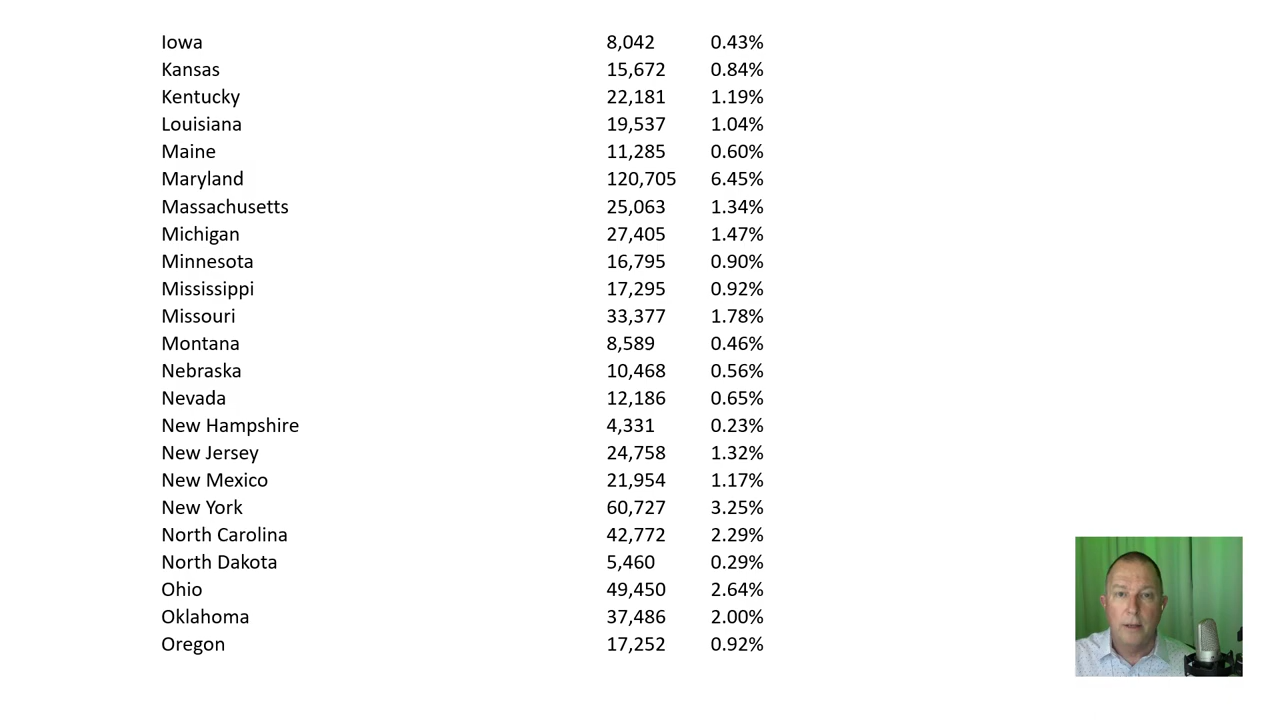 Iowa 8,042 0.43%
Kansas 15,672 0.84%
Kentucky 22,181 1.19%
Louisiana 19,537 1.04%
Maine 11,285 0.60%
Maryland 120,705 6.45%
Massachusetts 25,063 1.34%
Michigan 27,405 1.47%
Minnesota 16,795 0.90%
Mississippi 17,295 0.92%
Missouri 33,377 1.78%
Montana 8,589 0.46%
Nebraska 10,468 0.56%
Nevada 12,186 0.65%
New Hampshire 4,331 0.23%
New Jersey 24,758 1.32%
New Mexico 21,954 1.17%
New York 60,727 3.25%
North Carolina 42,772 2.29%
North Dakota 5,460 0.29%
Ohio 49,450 2.64%
Oklahoma 37,486 2.00%
Oregon 17,252 0.92%